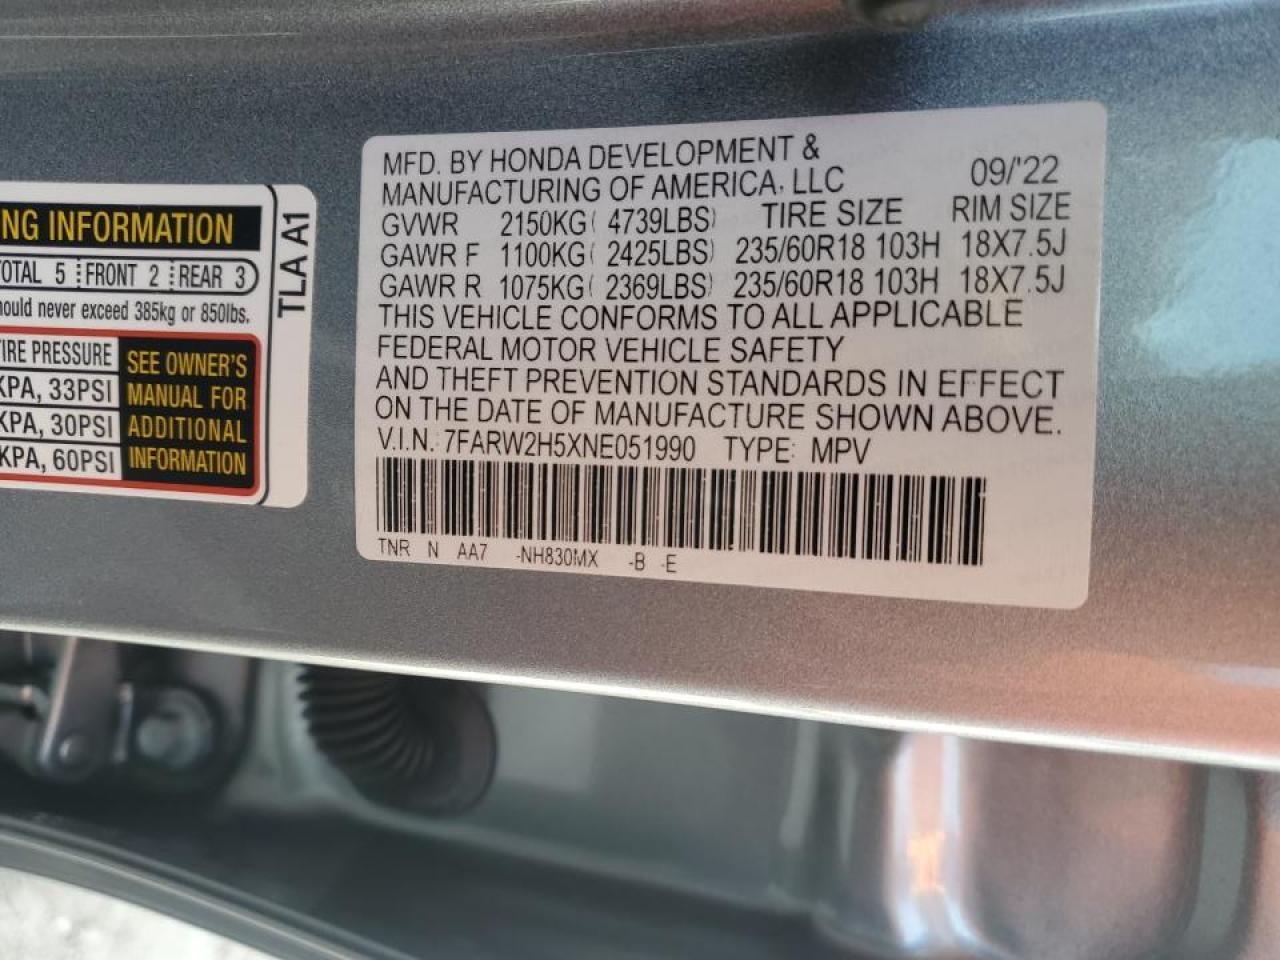 NG INFORMATION
TOTAL 5 FRONT 2 REAR 3
should never exceed 385kg or 850lbs.
TIRE PRESSURE
KPA, 33PSI
KPA, 30PSI
KPA, 60PSI
SEE OWNER'S
MANUAL FOR
ADDITIONAL
INFORMATION
TLA A1
MFD. BY HONDA DEVELOPMENT &
MANUFACTURING OF AMERICA, LLC 09/'22
GVWR 2150KG( 4739LBS) TIRE SIZE RIM SIZE
GAWR F 1100KG( 2425LBS) 235/60R18 103H 18X7.5J
GAWR R 1075KG( 2369LBS) 235/60R18 103H 18X7.5J
THIS VEHICLE CONFORMS TO ALL APPLICABLE
FEDERAL MOTOR VEHICLE SAFETY
AND THEFT PREVENTION STANDARDS IN EFFECT
ON THE DATE OF MANUFACTURE SHOWN ABOVE.
V.I.N.: 7FARW2H5XNE051990 TYPE: MPV
TNR N AA7 -NH830MX -B -E